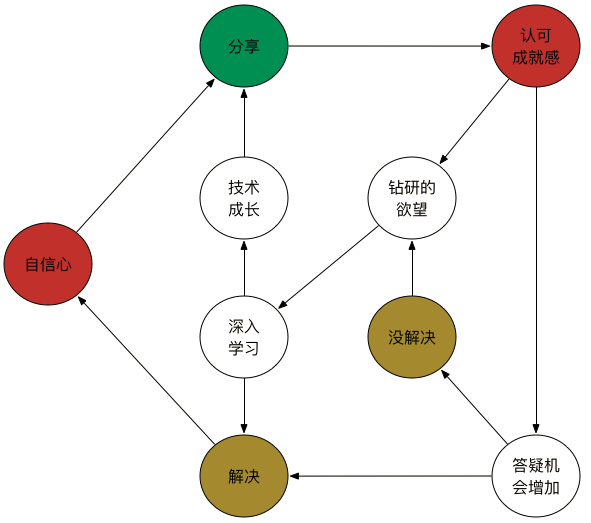 分享
认可
成就感
技术
成长
钻研的
欲望
自信心
深入
学习
没解决
解决
答疑机
会增加